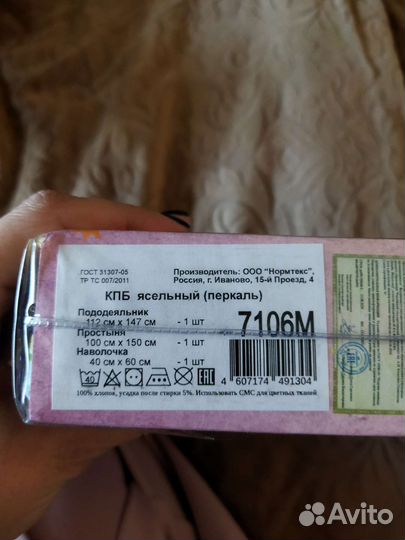 ГОСТ 31307-05
ТР ТС 007/2011
Производитель: ООО "Нормтекс",
Россия, г. Иваново, 15-й Проезд, 4
КПБ ясельный (перкаль)
Пододеяльник
112 см х 147 см - 1 шт
Простыня
100 см х 150 см - 1 шт
Наволочка
40 см х 60 см - 1 шт
7106М
40
EAC
4 607174 491304
100% хлопок, усадка после стирки 5%. Использовать СМС для цветных тканей
Avito